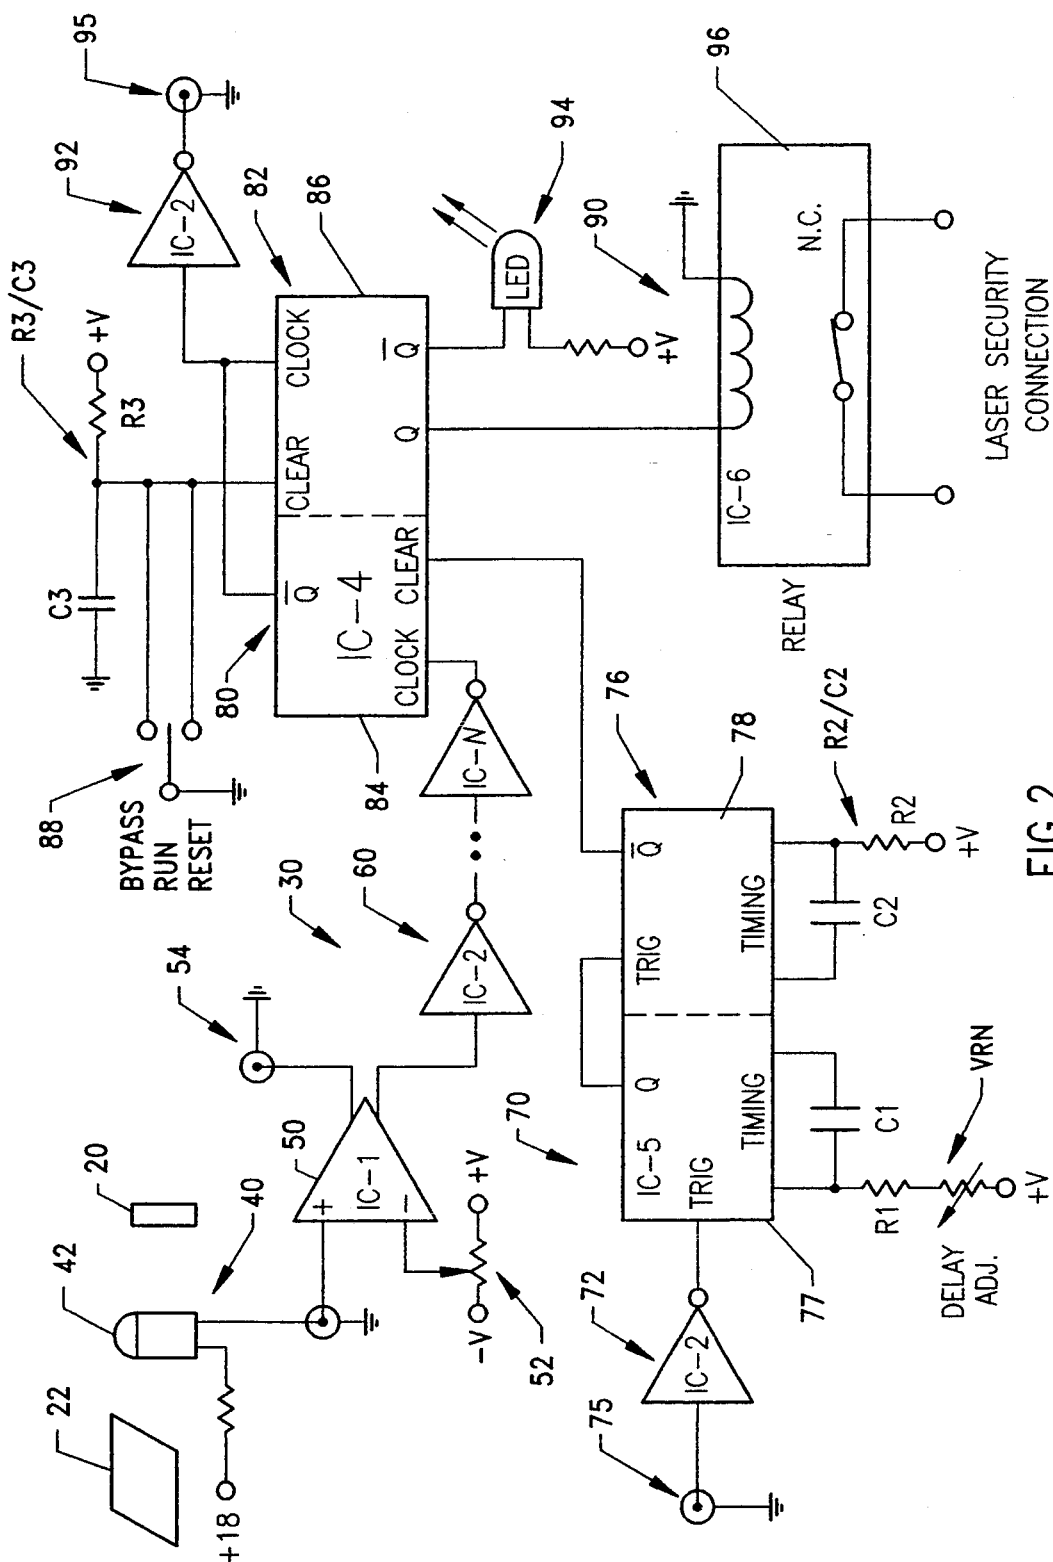 22
42
20
40
+18
+
−
IC-1
50
-V
+V
52
54
30
60
IC-2
IC-N
88
BYPASS
RUN
RESET
C3
R3
+V
R3/C3
80
82
84
86
IC-4
Q
CLEAR
CLOCK
CLOCK
CLEAR
Q
Q
92
IC-2
95
LED
94
+V
90
IC-6
N.C.
96
RELAY
LASER SECURITY
CONNECTION
75
72
IC-2
70
IC-5
TRIG
Q
TRIG
Q
TIMING
TIMING
76
77
78
C1
R1
VRN
+V
DELAY
ADJ.
C2
R2
R2/C2
+V
FIG. 2